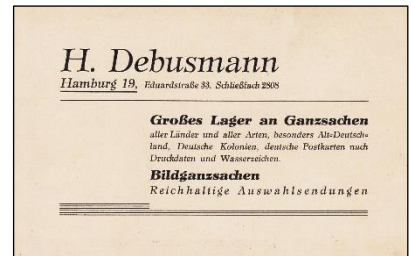 H. Debusmann
Hamburg 19, Eduardstraße 33. Schließfach 2808
Großes Lager an Ganzsachen
aller Länder und aller Arten, besonders Alt-Deutsch-
land, Deutsche Kolonien, deutsche Postkarten nach
Druckdaten und Wasserzeichen.
Bildganzsachen
Reichhaltige Auswahlsendungen